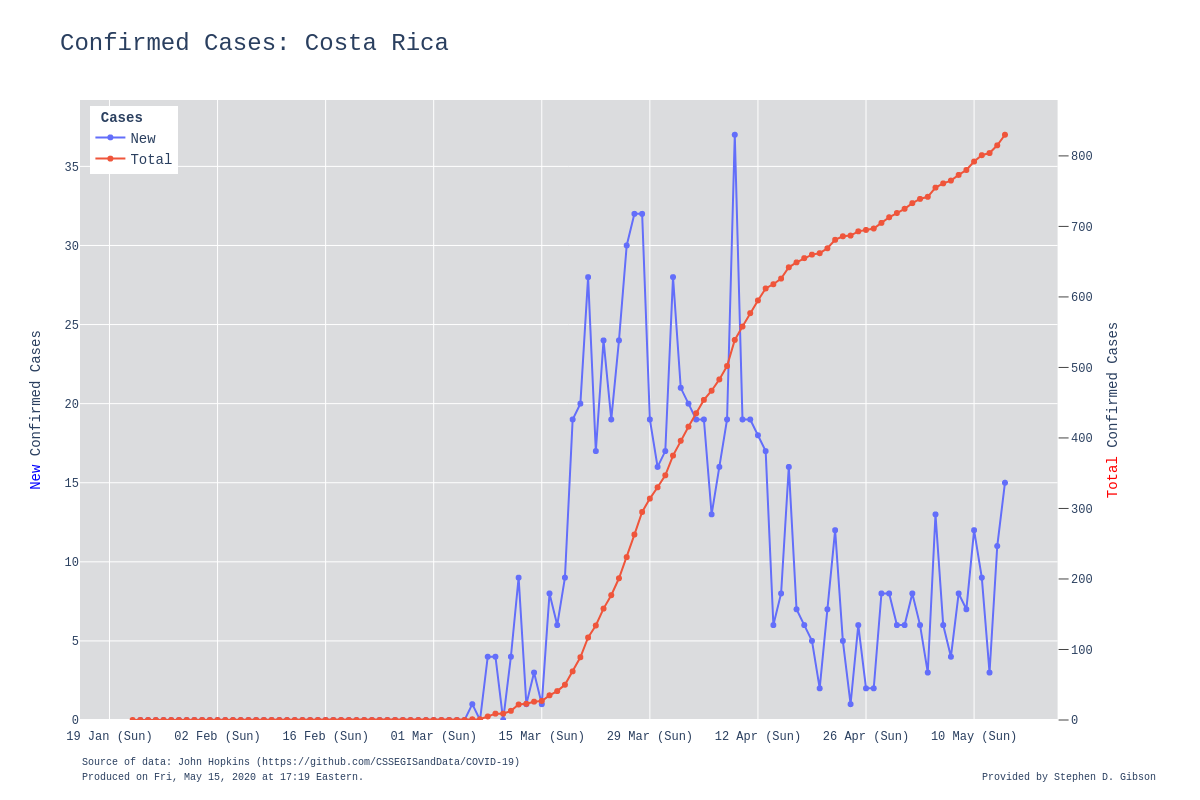 Confirmed Cases: Costa Rica
Cases
New
Total
35
30
25
20
15
10
5
0
800
700
600
500
400
300
200
100
0
New Confirmed Cases
Total Confirmed Cases
19 Jan (Sun)
02 Feb (Sun)
16 Feb (Sun)
01 Mar (Sun)
15 Mar (Sun)
29 Mar (Sun)
12 Apr (Sun)
26 Apr (Sun)
10 May (Sun)
Source of data: John Hopkins (https://github.com/CSSEGISandData/COVID-19)
Produced on Fri, May 15, 2020 at 17:19 Eastern.
Provided by Stephen D. Gibson